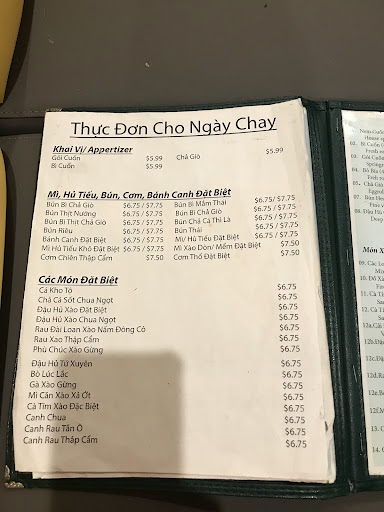 Thực Đơn Cho Ngày Chay
Khai Vị/ Appertizer
Gỏi Cuốn $5.99 Chả Giò $5.99
Bì Cuốn $5.99
Mì, Hủ Tiếu, Bún, Cơm, Bánh Canh Đặt Biệt
Bún Bì Chả Giò $6.75 / $7.75 Bún Bì Mắm Thái $6.75/ $7.75
Bún Thịt Nướng $6.75 / $7.75 Bún Bì Chả Giò $6.75/ $7.75
Bún Bì Thịt Chả Giò $6.75 / $7.75 Bún Chả Cá Thì Là $6.75/ $7.75
Bún Riêu $6.75 / $7.75 Bún Thái $6.75 / $7.75
Bánh Canh Đặt Biệt $6.75 / $7.75 Mì/ Hủ Tiếu Đặt Biệt $6.75 / $7.75
Mì Hủ Tiếu Khô Đặt Biệt $6.75 / $7.75 Mì Xào Dòn/ Mềm Đặt Biệt $7.50
Cơm Chiên Thập Cẩm $7.50 Cơm Thố Đặt Biệt $7.50
Các Món Đặt Biệt
Cá Kho Tộ $6.75
Chả Cá Sốt Chua Ngọt $6.75
Đậu Hủ Xào Đặt Biệt $6.75
Đậu Hủ Xào Chua Ngọt $6.75
Rau Đài Loan Xào Nấm Đông Cô $6.75
Rau Xao Thập Cẩm $6.75
Phù Chúc Xào Gừng $6.75
Đậu Hủ Tứ Xuyên $6.75
Bò Lúc Lắc $6.75
Gà Xào Gừng $6.75
Mì Căn Xào Xả Ớt $6.75
Cà Tím Xào Đặc Biệt $6.75
Canh Chua $6.75
Canh Rau Tần Ô $6.75
Canh Rau Thập Cẩm $6.75